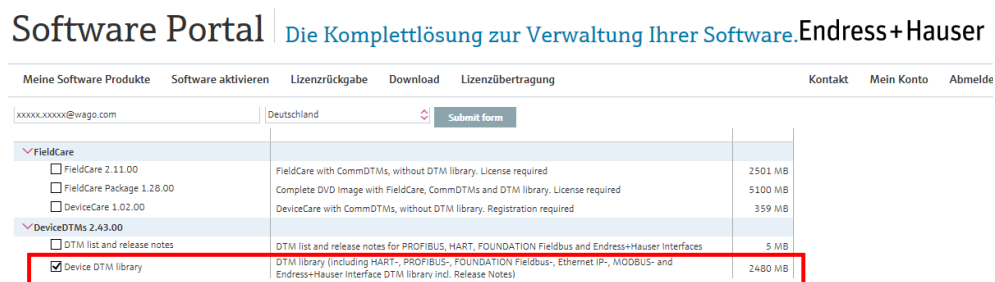 Software Portal Die Komplettlösung zur Verwaltung Ihrer Software. Endress+Hauser
Meine Software Produkte Software aktivieren Lizenzrückgabe Download Lizenzübertragung Kontakt Mein Konto Abmelde
xxxxx.xxxxx@wago.com Deutschland Submit form
FieldCare
FieldCare 2.11.00 FieldCare with CommDTMs, without DTM library. License required 2501 MB
FieldCare Package 1.28.00 Complete DVD Image with FieldCare, CommDTMs and DTM library. License required 5100 MB
DeviceCare 1.02.00 DeviceCare with CommDTMs, without DTM library. Registration required 359 MB
DeviceDTMs 2.43.00
DTM list and release notes DTM list and release notes for PROFIBUS, HART, FOUNDATION Fieldbus and Endress+Hauser Interfaces 5 MB
Device DTM library DTM library (including HART-, PROFIBUS-, FOUNDATION Fieldbus-, Ethernet IP-, MODBUS- and 2480 MB
Endress+Hauser Interface DTM library incl. Release Notes)